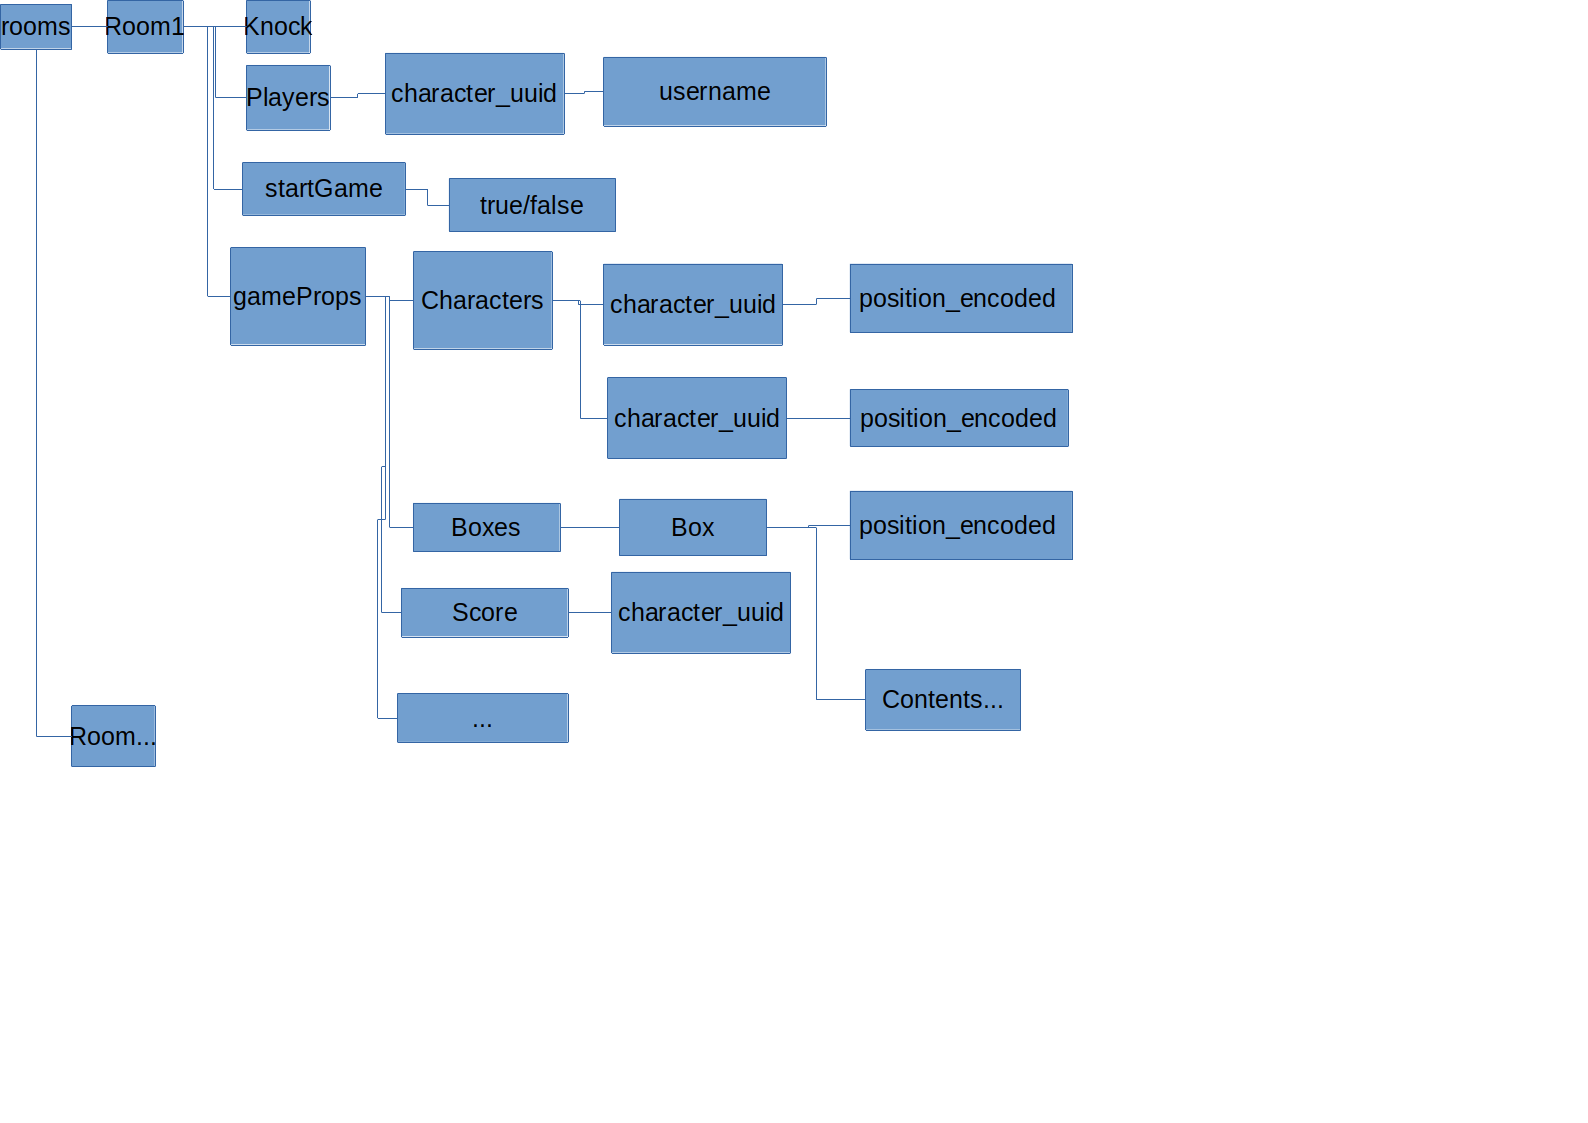 rooms
Room1
Knock
Players
character_uuid
username
startGame
true/false
gameProps
Characters
character_uuid
position_encoded
character_uuid
position_encoded
Boxes
Box
position_encoded
Score
character_uuid
Contents...
...
Room...